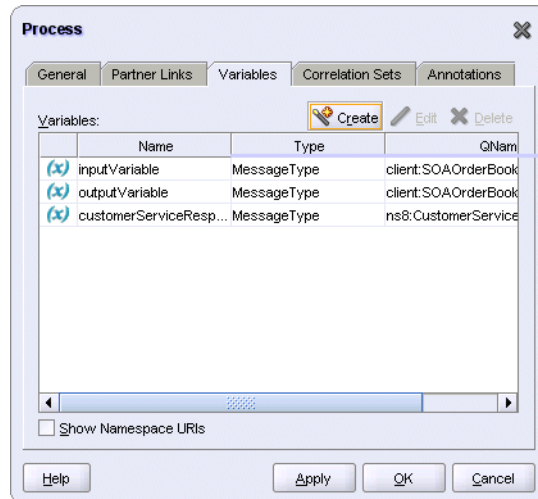 Process
General Partner Links Variables Correlation Sets Annotations
Variables: Create Edit Delete
Name Type QNam
(x) inputVariable MessageType client:SOAOrderBook
(x) outputVariable MessageType client:SOAOrderBook
(x) customerServiceResp... MessageType ns8:CustomerService
Show Namespace URIs
Help Apply OK Cancel